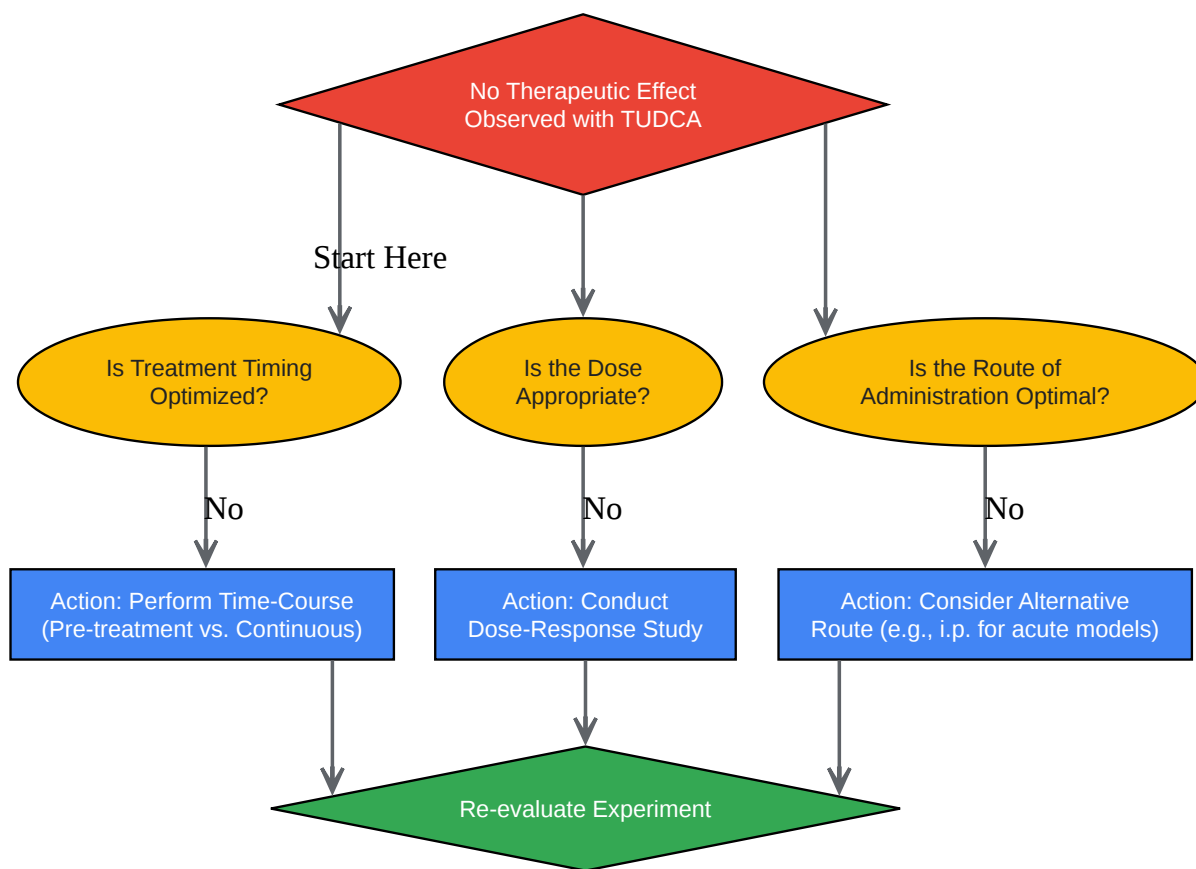 No Therapeutic Effect
Observed with TUDCA
Start Here
Is Treatment Timing
Optimized?
Is the Dose
Appropriate?
Is the Route of
Administration Optimal?
No
No
No
Action: Perform Time-Course
(Pre-treatment vs. Continuous)
Action: Conduct
Dose-Response Study
Action: Consider Alternative
Route (e.g., i.p. for acute models)
Re-evaluate Experiment